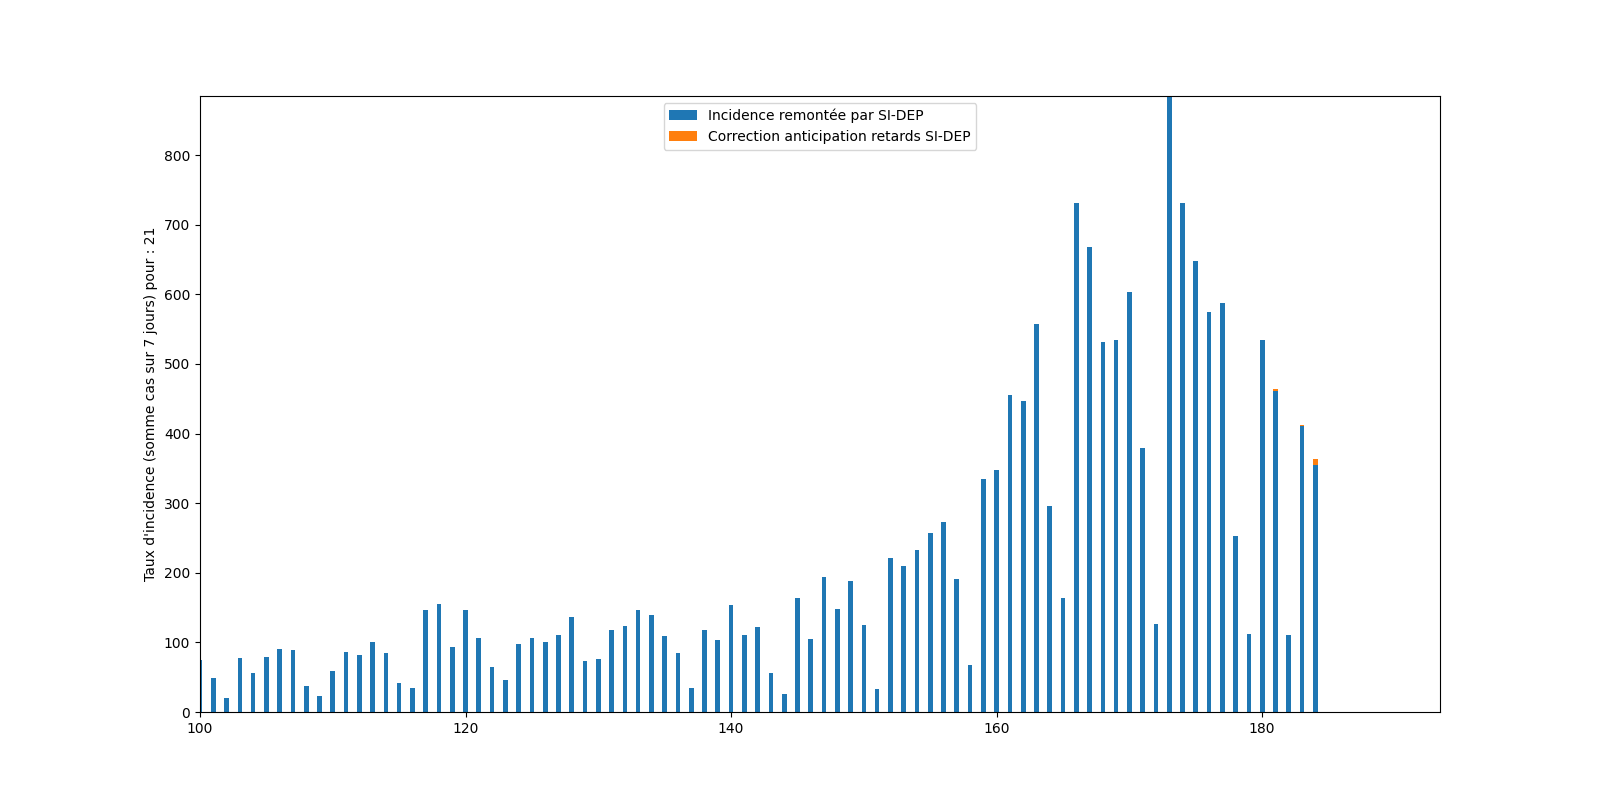 Incidence remontée par SI-DEP
Correction anticipation retards SI-DEP
Taux d'incidence (somme cas sur 7 jours) pour : 21
800
700
600
500
400
300
200
100
0
100 120 140 160 180